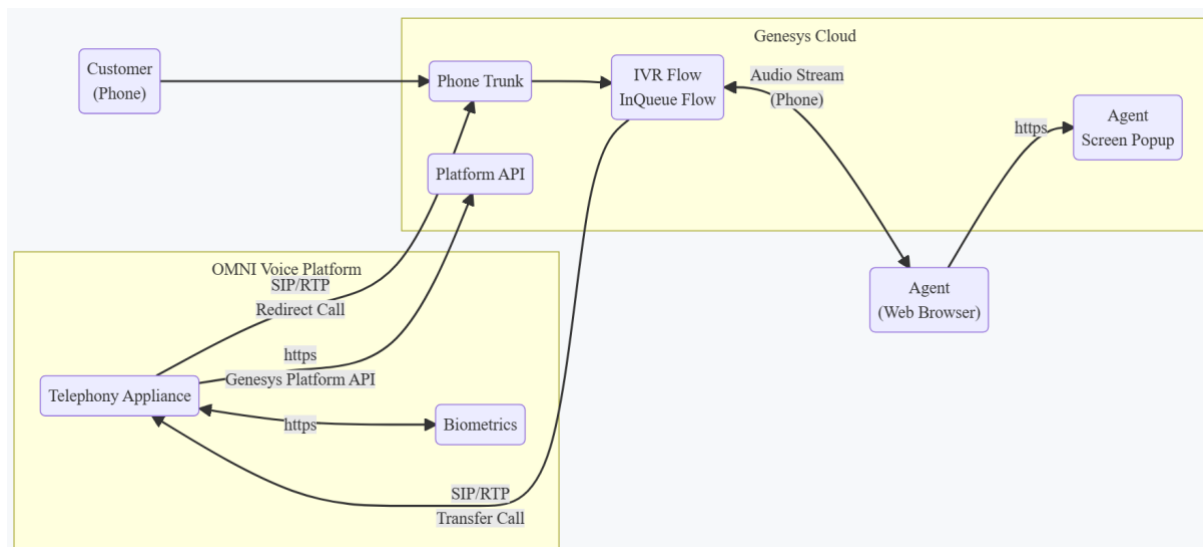 Genesys Cloud
Customer
(Phone)
Phone Trunk
IVR Flow
InQueue Flow
Audio Stream
(Phone)
https
Agent
Screen Popup
Platform API
OMNI Voice Platform
SIP/RTP
Redirect Call
Agent
(Web Browser)
https
Genesys Platform API
Telephony Appliance
https
Biometrics
SIP/RTP
Transfer Call